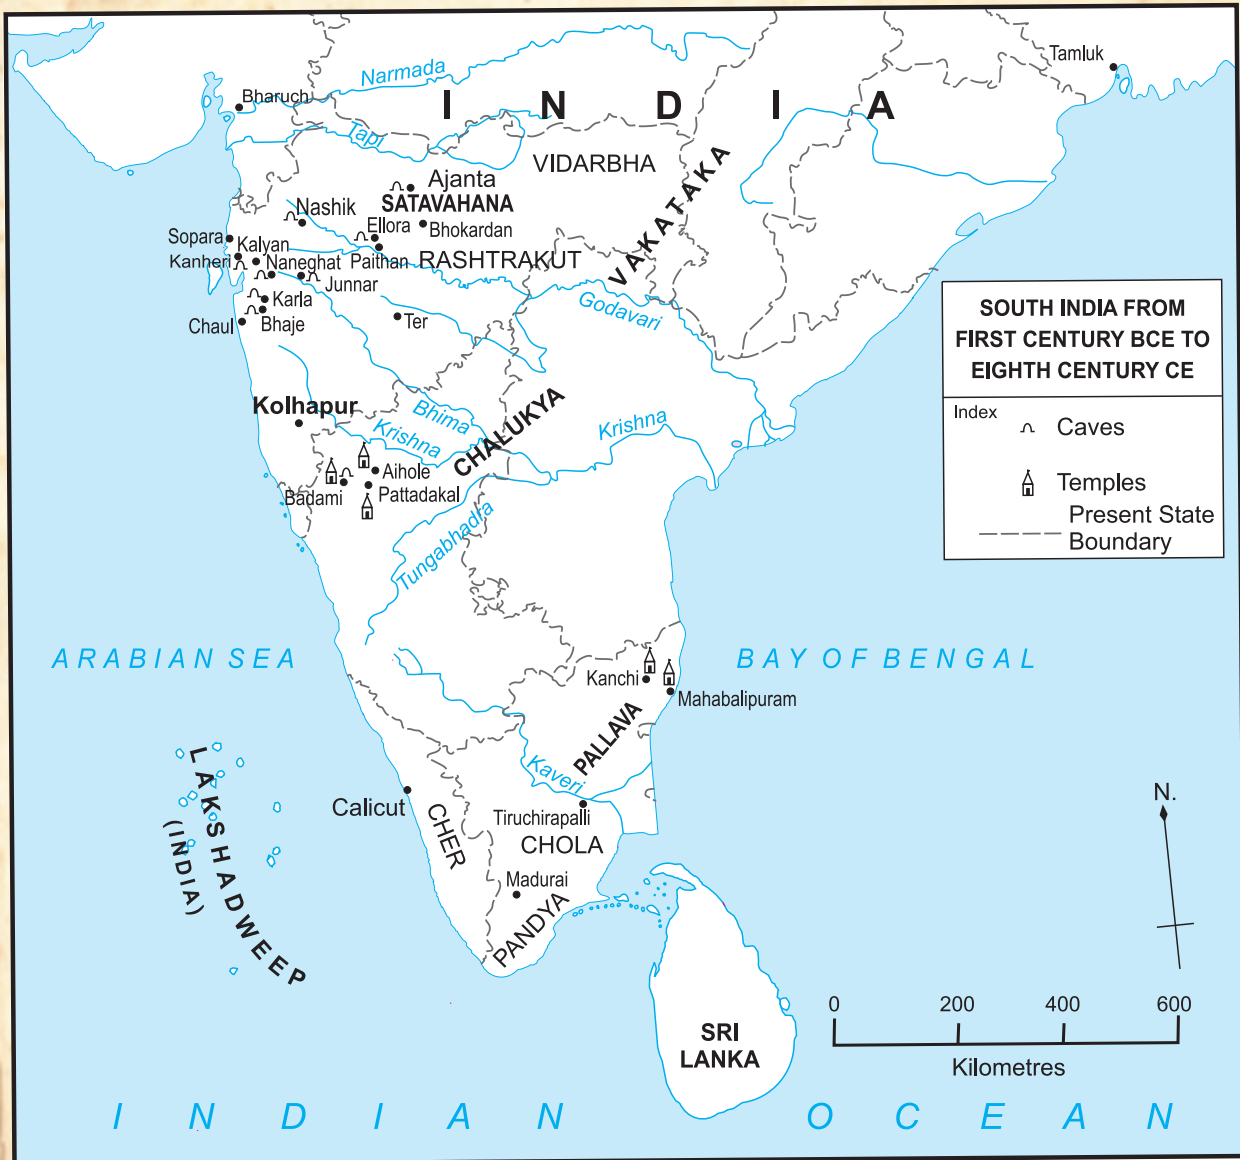 Tamluk
Narmada
Bharuch
I N D I A
Tapi
VIDARBHA
VAKATAKA
Ajanta
SATAVAHANA
Nashik
Ellora
Bhokardan
Sopara
Kalyan
Kanheri
Naneghat
Paithan
RASHTRAKUT
Junnar
Godavari
Karla
Chaul
Bhaje
Ter
SOUTH INDIA FROM
FIRST CENTURY BCE TO
EIGHTH CENTURY CE
Index
Caves
Temples
Present State
Boundary
Kolhapur
Bhima
Krishna
CHALUKYA
Krishna
Aihole
Badami
Pattadakal
Tungabhadra
ARABIAN SEA
BAY OF BENGAL
Kanchi
Mahabalipuram
PALLAVA
Kaveri
LAKSHADWEEP
(INDIA)
Calicut
CHER
Tiruchirapalli
CHOLA
Madurai
PANDYA
N.
0 200 400 600
Kilometres
SRI
LANKA
I N D I A N O C E A N